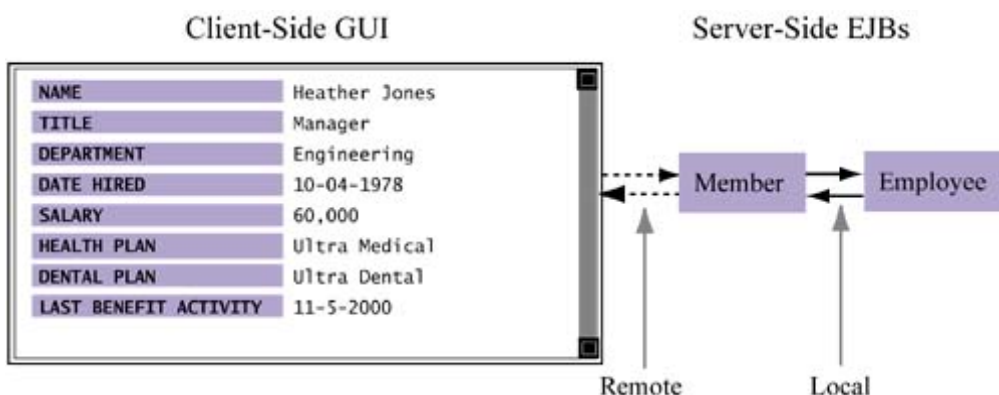 Client-Side GUI
Server-Side EJBs
NAME Heather Jones
TITLE Manager
DEPARTMENT Engineering
DATE HIRED 10-04-1978
SALARY 60,000
HEALTH PLAN Ultra Medical
DENTAL PLAN Ultra Dental
LAST BENEFIT ACTIVITY 11-5-2000
Member
Employee
Remote
Local